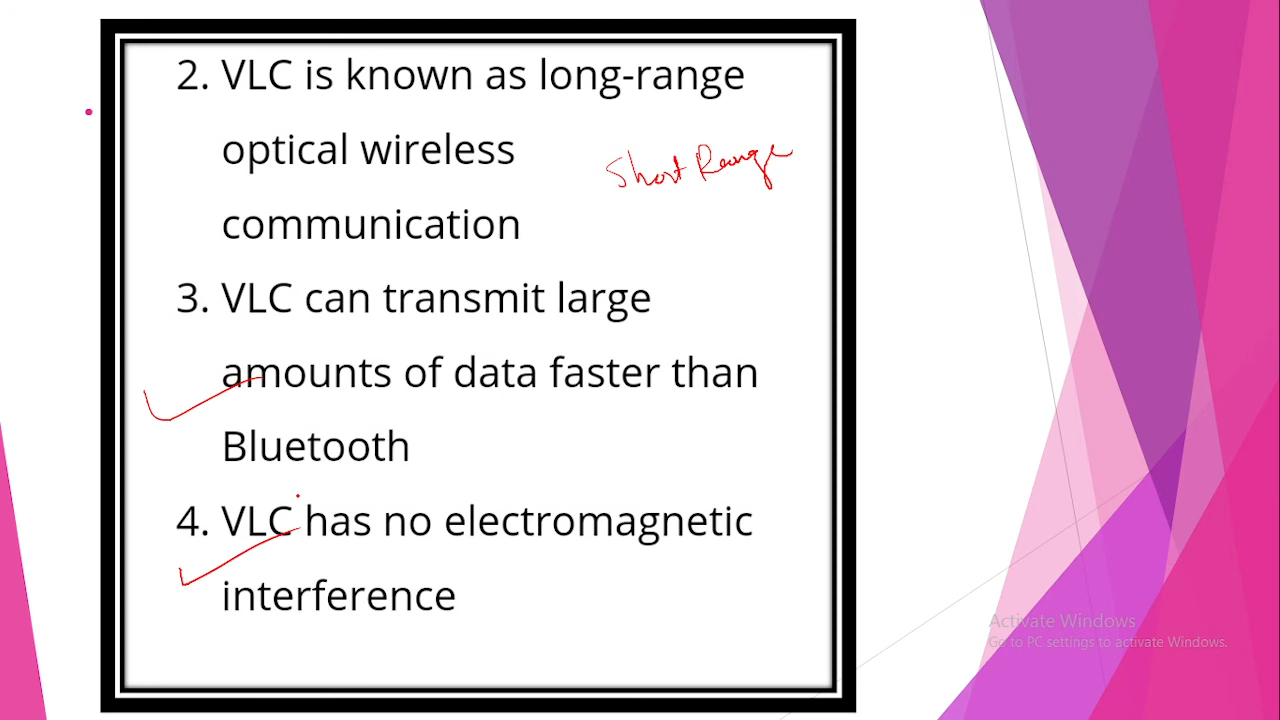 2. VLC is known as long-range
optical wireless
Short Range
communication
3. VLC can transmit large
amounts of data faster than
Bluetooth
4. VLC has no electromagnetic
interference
Activate Windows
Go to PC settings to activate Windows.